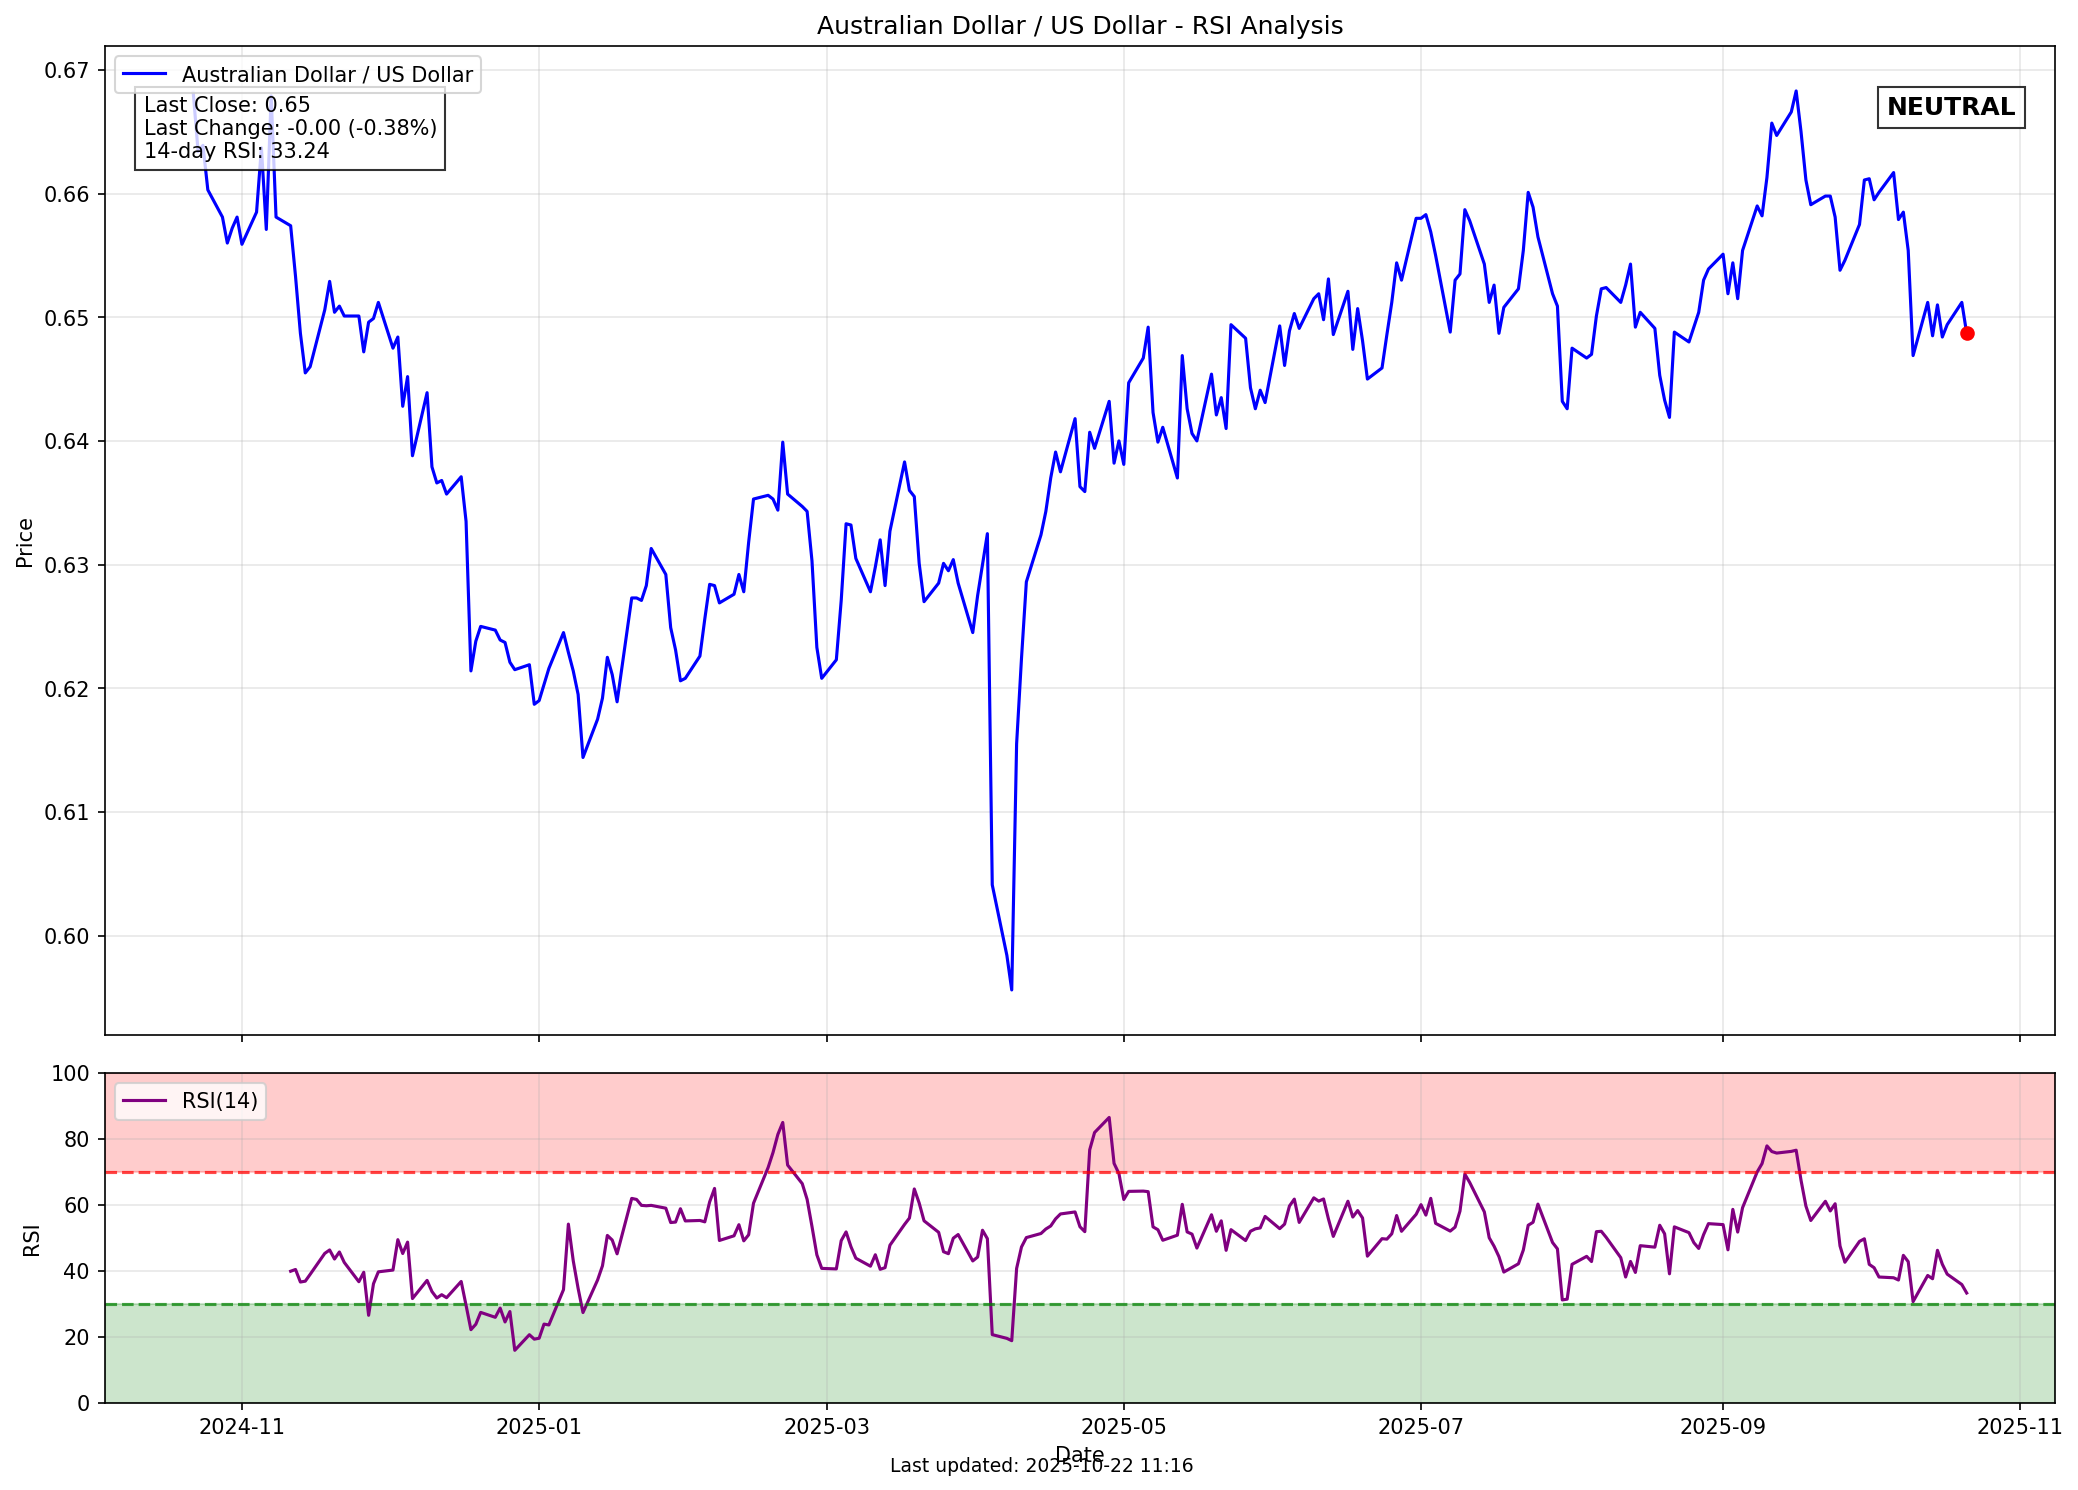 Australian Dollar / US Dollar - RSI Analysis
Australian Dollar / US Dollar
Last Close: 0.65
Last Change: -0.00 (-0.38%)
14-day RSI: 33.24
NEUTRAL
0.67
0.66
0.65
0.64
0.63
0.62
0.61
0.60
Price
RSI(14)
100
80
60
40
20
0
RSI
2024-11
2025-01
2025-03
2025-05
2025-07
2025-09
2025-11
Date
Last updated: 2025-10-22 11:16